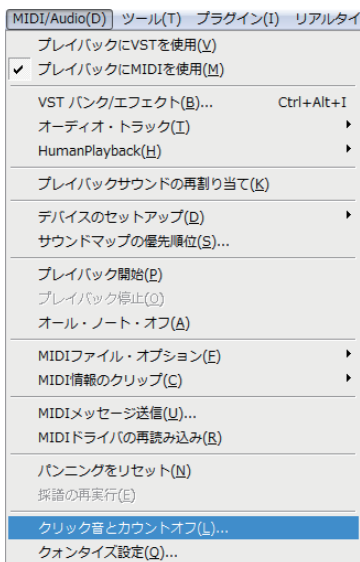 MIDI/Audio(D) ツール(T) プラグイン(I) リアルタイ
プレイバックにVSTを使用(V)
✔ プレイバックにMIDIを使用(M)
VST バンク/エフェクト(B)... Ctrl+Alt+I
オーディオ・トラック(T)
HumanPlayback(H)
プレイバックサウンドの再割り当て(K)
デバイスのセットアップ(D)
サウンドマップの優先順位(S)...
プレイバック開始(P)
プレイバック停止(O)
オール・ノート・オフ(A)
MIDIファイル・オプション(F)
MIDI情報のクリップ(C)
MIDIメッセージ送信(U)...
MIDIドライバの再読み込み(R)
パンニングをリセット(N)
採譜の再実行(E)
クリック音とカウントオフ(L)...
クォンタイズ設定(Q)...